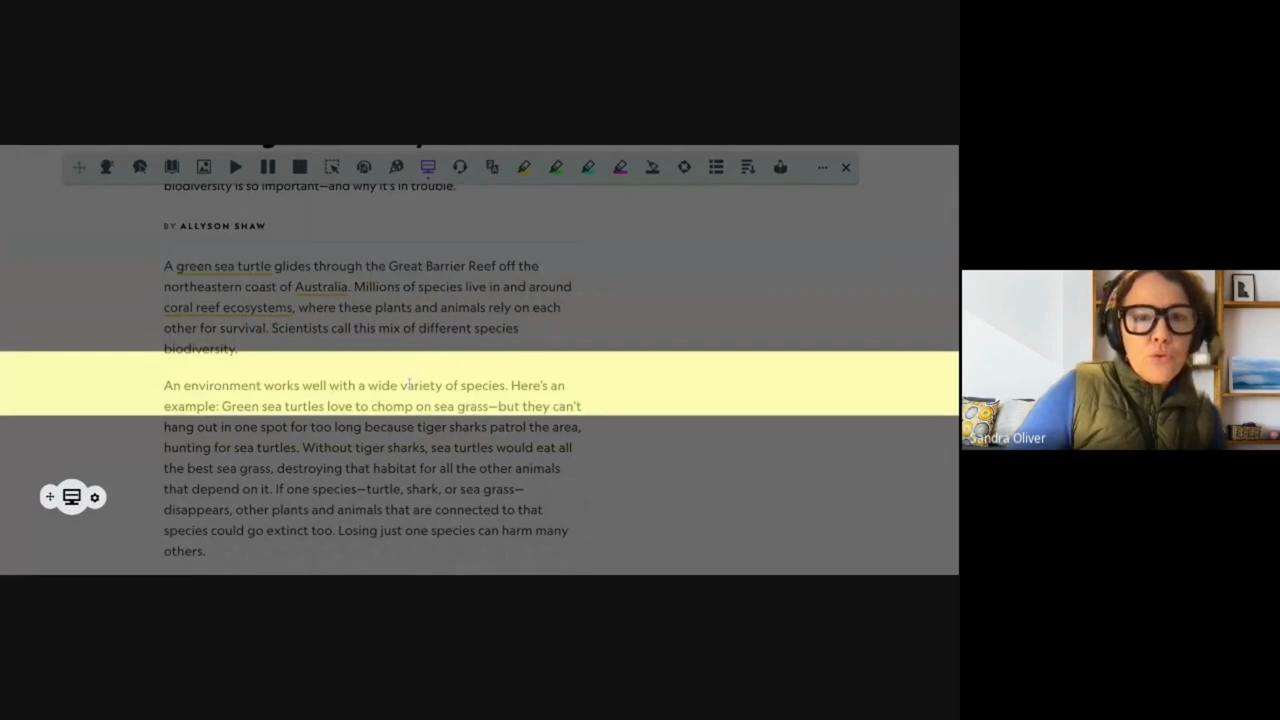 biodiversity is so important—and why it's in trouble.
BY ALLYSON SHAW
A green sea turtle glides through the Great Barrier Reef off the
northeastern coast of Australia. Millions of species live in and around
coral reef ecosystems, where these plants and animals rely on each
other for survival. Scientists call this mix of different species
biodiversity.
An environment works well with a wide variety of species. Here's an
example: Green sea turtles love to chomp on sea grass—but they can't
hang out in one spot for too long because tiger sharks patrol the area,
hunting for sea turtles. Without tiger sharks, sea turtles would eat all
the best sea grass, destroying that habitat for all the other animals
that depend on it. If one species—turtle, shark, or sea grass—
disappears, other plants and animals that are connected to that
species could go extinct too. Losing just one species can harm many
others.
Sandra Oliver